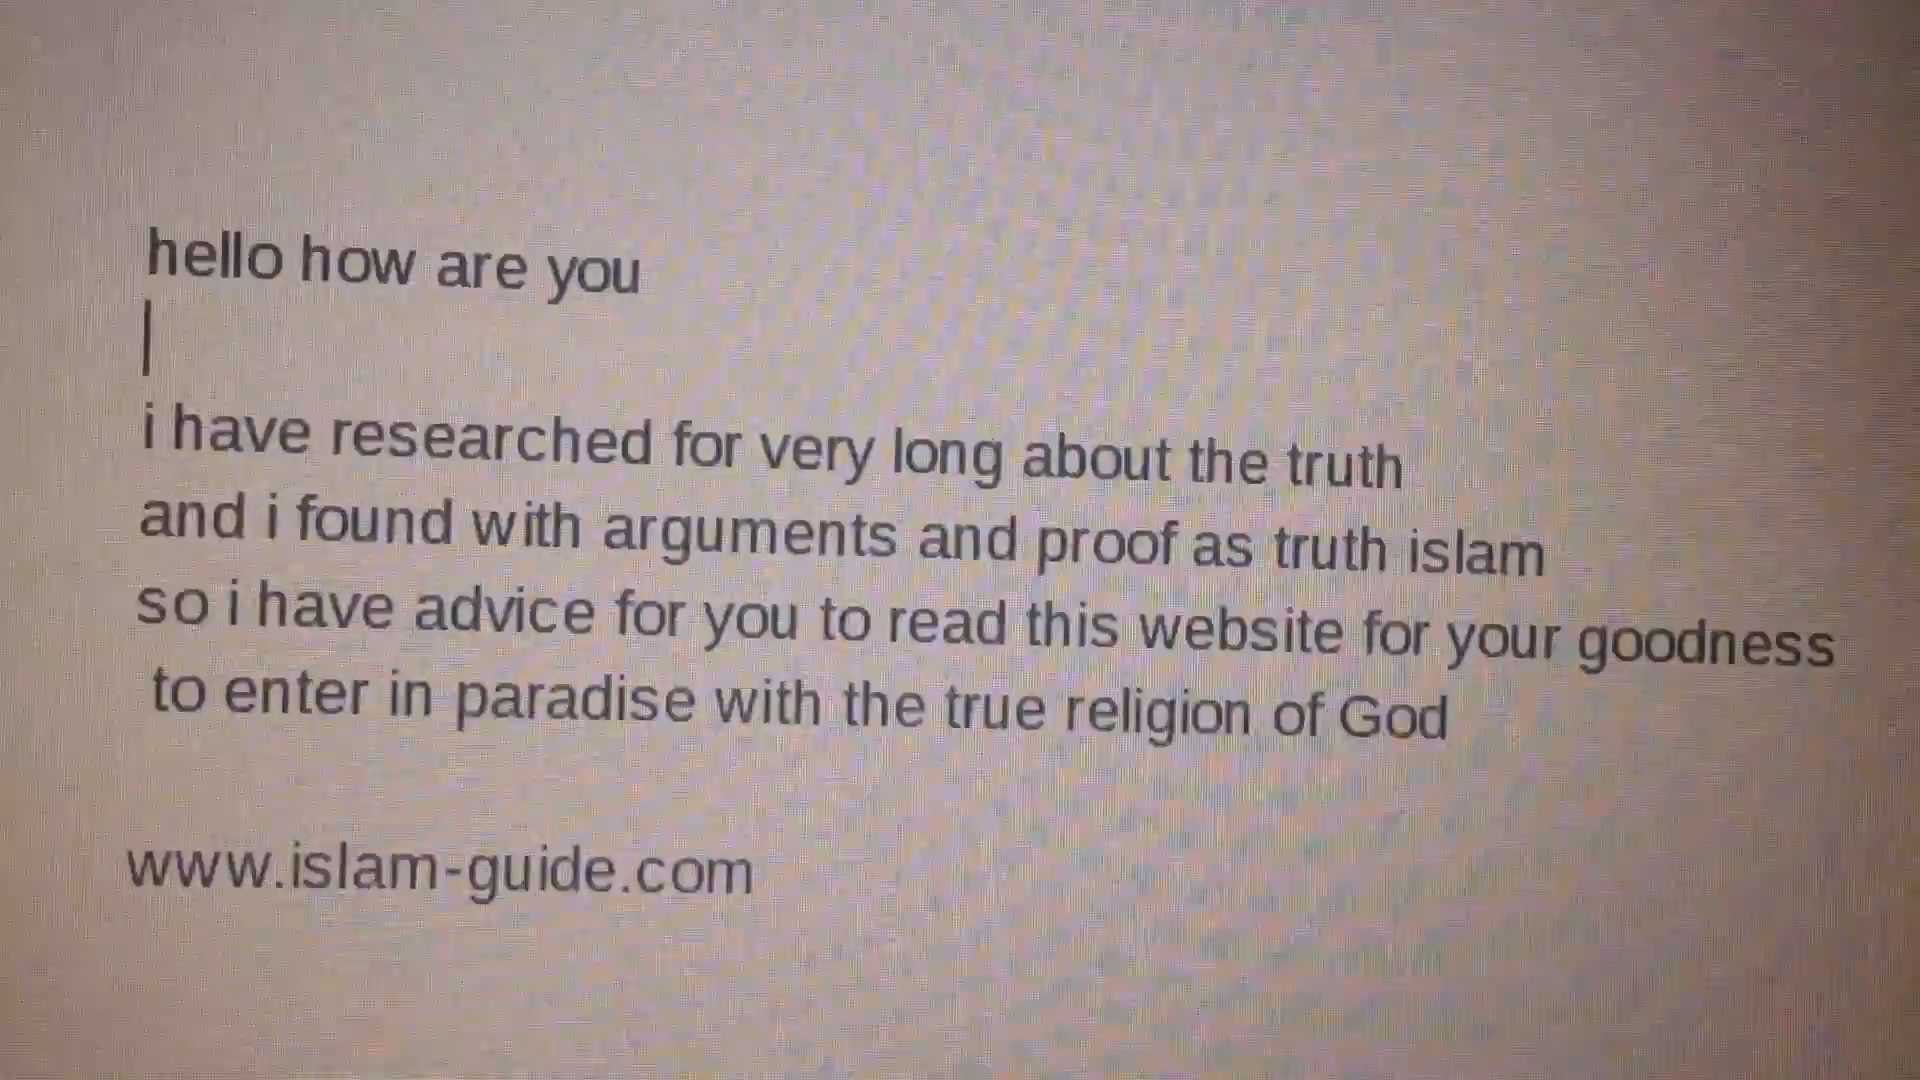 hello how are you
i have researched for very long about the truth
and i found with arguments and proof as truth islam
so i have advice for you to read this website for your goodness
to enter in paradise with the true religion of God
www.islam-guide.com